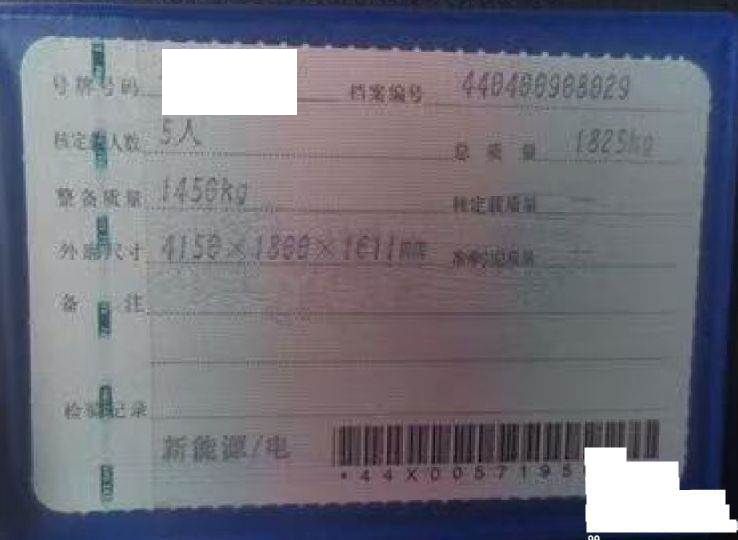 号牌号码 档案编号 440400908029
核定载人数 5人 总质量 1825kg
整备质量 1450kg 核定载质量 --
外廓尺寸 4150×1800×1611mm 准牵引总质量 --
备注
检验记录
新能源/电
*44X0057195